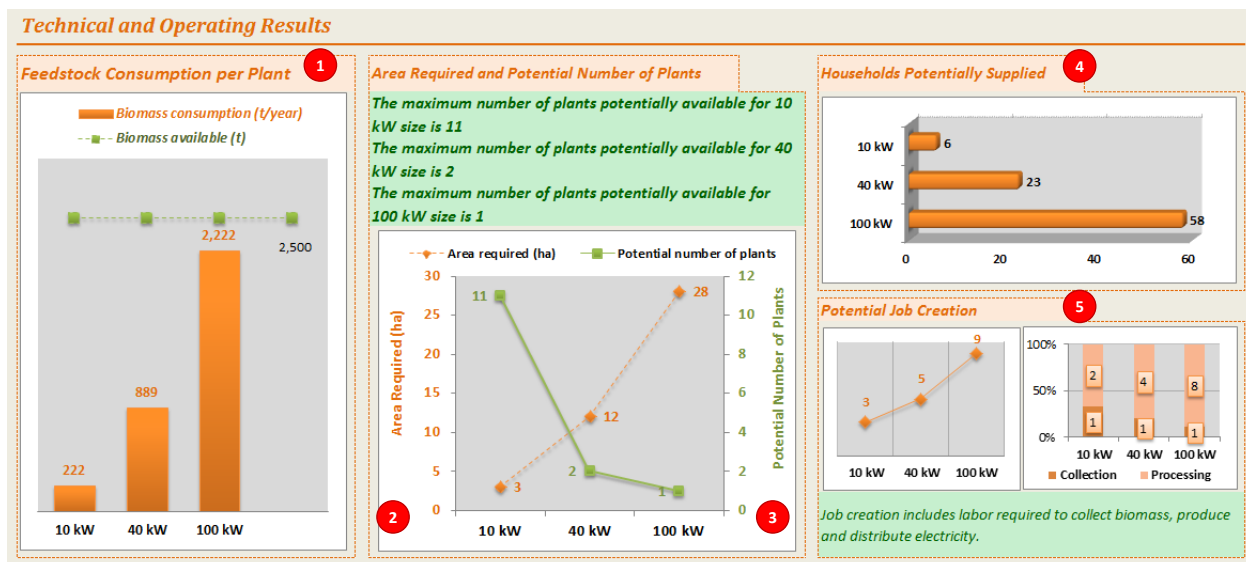 Technical and Operating Results
1
Feedstock Consumption per Plant
Biomass consumption (t/year)
Biomass available (t)
2,222
2,500
889
222
10 kW
40 kW
100 kW
Area Required and Potential Number of Plants
The maximum number of plants potentially available for 10
kW size is 11
The maximum number of plants potentially available for 40
kW size is 2
The maximum number of plants potentially available for
100 kW size is 1
Area required (ha)
Potential number of plants
30
25
20
15
10
5
0
Area Required (ha)
11
28
12
3
2
1
12
10
8
6
4
2
0
Potential Number of Plants
2
10 kW
40 kW
100 kW
3
4
Households Potentially Supplied
10 kW
6
40 kW
23
100 kW
58
0
20
40
60
5
Potential Job Creation
3
5
9
10 kW
40 kW
100 kW
100%
50%
0%
2
4
8
1
1
1
10 kW
40 kW
100 kW
Collection
Processing
Job creation includes labor required to collect biomass, produce
and distribute electricity.